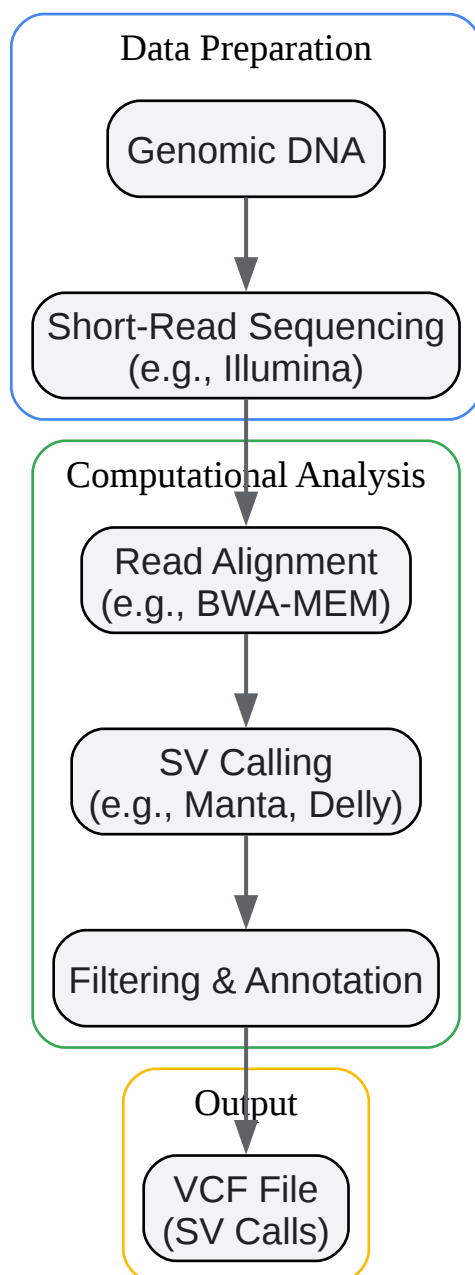 Data Preparation
Genomic DNA
Short-Read Sequencing
(e.g., Illumina)
Computational Analysis
Read Alignment
(e.g., BWA-MEM)
SV Calling
(e.g., Manta, Delly)
Filtering & Annotation
Output
VCF File
(SV Calls)